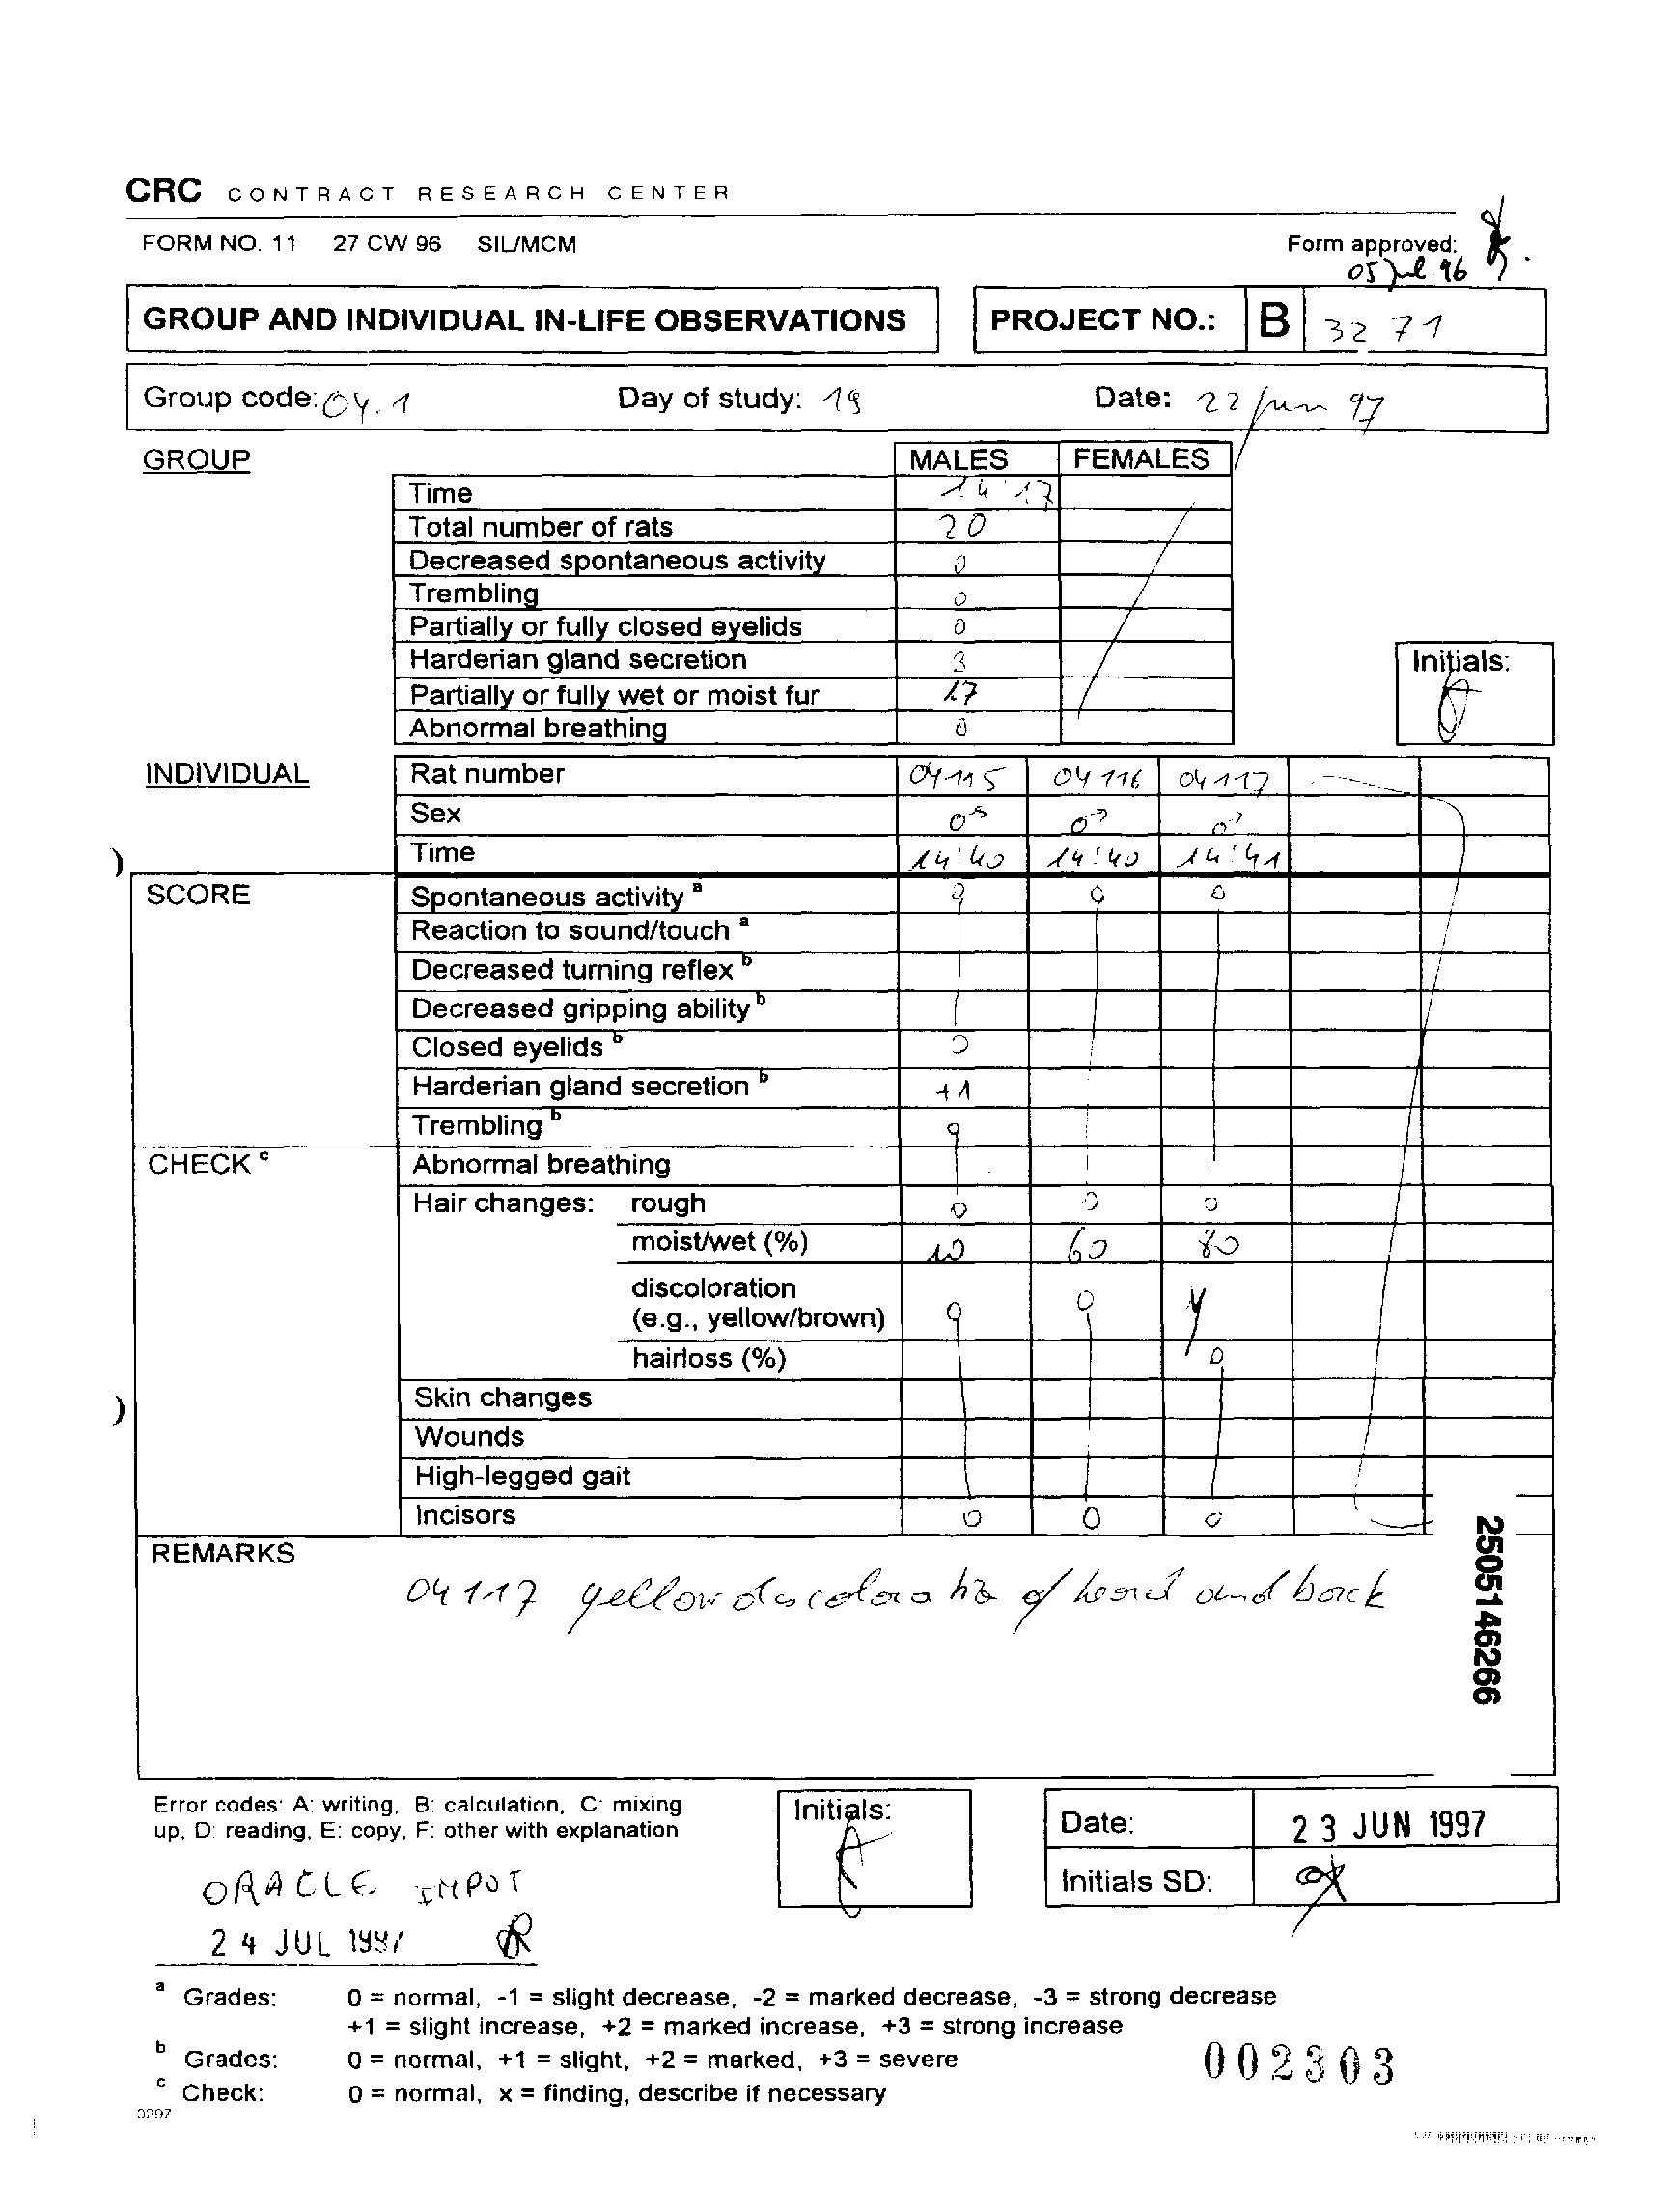 CRC CONTRACT RESEARCH CENTER
FORM NO. 11 27 CW 96 SIL/MCM Form approved:
05 Jul 96
GROUP AND INDIVIDUAL IN-LIFE OBSERVATIONS PROJECT NO.: B 32 71
Group code: 04.1 Day of study: 19 Date: 22 Jun 97
GROUP MALES FEMALES
Time 14:17
Total number of rats 20
Decreased spontaneous activity 0
Trembling 0
Partially or fully closed eyelids 0
Harderian gland secretion 3 Initials:
Partially or fully wet or moist fur 17
Abnormal breathing 0
INDIVIDUAL Rat number 04115 04116 04117
Sex ♂ ♂ ♂
Time 14:40 14:40 14:41
SCORE Spontaneous activity a 0 0 0
Reaction to sound/touch a
Decreased turning reflex b
Decreased gripping ability b
Closed eyelids b 0
Harderian gland secretion b +1
Trembling b 0
CHECK c Abnormal breathing
Hair changes: rough 0 0 0
moist/wet (%) 10 60 80
discoloration
(e.g., yellow/brown) 0 0
hairloss (%) 0
Skin changes
Wounds
High-legged gait
Incisors 0 0 0
REMARKS
04117 yellow discoloratio of head and back
2505146266
Error codes: A: writing, B: calculation, C: mixing
up, D: reading, E: copy, F: other with explanation
Initials:
Date: 23 JUN 1997
Initials SD:
ORACLE INPUT
24 JUL 1997
a Grades: 0 = normal, -1 = slight decrease, -2 = marked decrease, -3 = strong decrease
+1 = slight increase, +2 = marked increase, +3 = strong increase
b Grades: 0 = normal, +1 = slight, +2 = marked, +3 = severe
c Check: 0 = normal, x = finding, describe if necessary
002303
0297